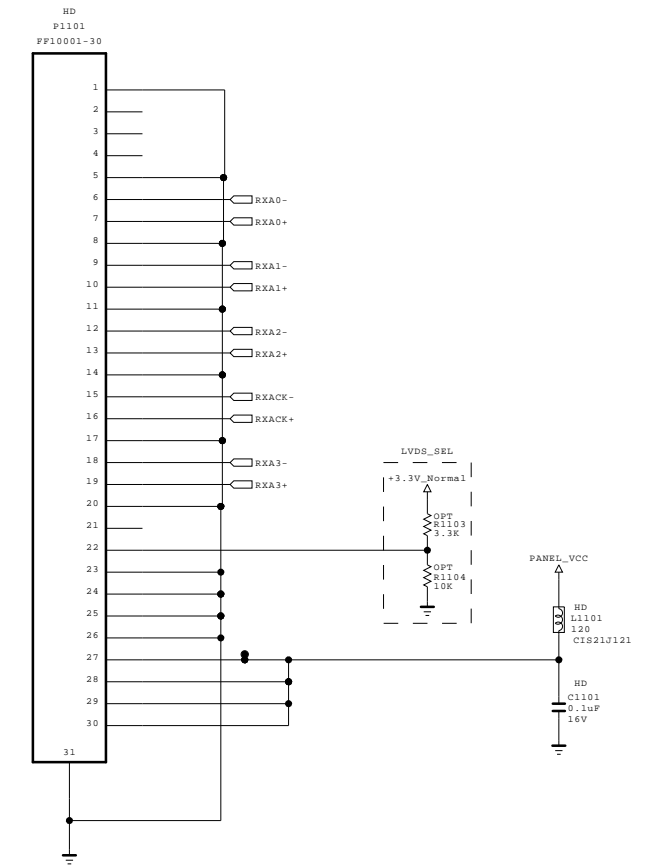 HD
P1101
FF10001-30
1
2
3
4
5
6
RXA0-
7
RXA0+
8
9
RXA1-
10
RXA1+
11
12
RXA2-
13
RXA2+
14
15
RXACK-
16
RXACK+
17
18
RXA3-
19
RXA3+
20
21
22
23
24
25
26
27
28
29
30
31
LVDS_SEL
+3.3V_Normal
OPT
R1103
3.3K
OPT
R1104
10K
PANEL_VCC
HD
L1101
120
CIS21J121
HD
C1101
0.1uF
16V